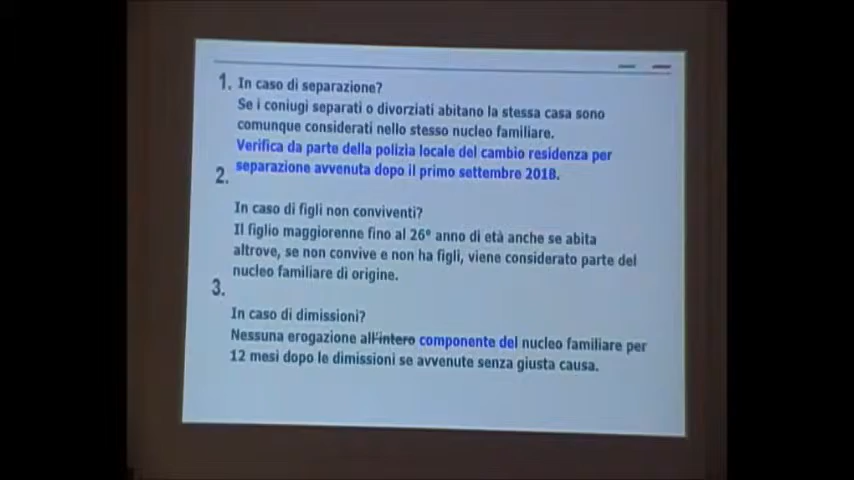 1. In caso di separazione?
Se i coniugi separati o divorziati abitano la stessa casa sono
comunque considerati nello stesso nucleo familiare.
Verifica da parte della polizia locale del cambio residenza per
separazione avvenuta dopo il primo settembre 2018.
2.
In caso di figli non conviventi?
Il figlio maggiorenne fino al 26° anno di età anche se abita
altrove, se non convive e non ha figli, viene considerato parte del
nucleo familiare di origine.
3.
In caso di dimissioni?
Nessuna erogazione all'intero componente del nucleo familiare per
12 mesi dopo le dimissioni se avvenute senza giusta causa.